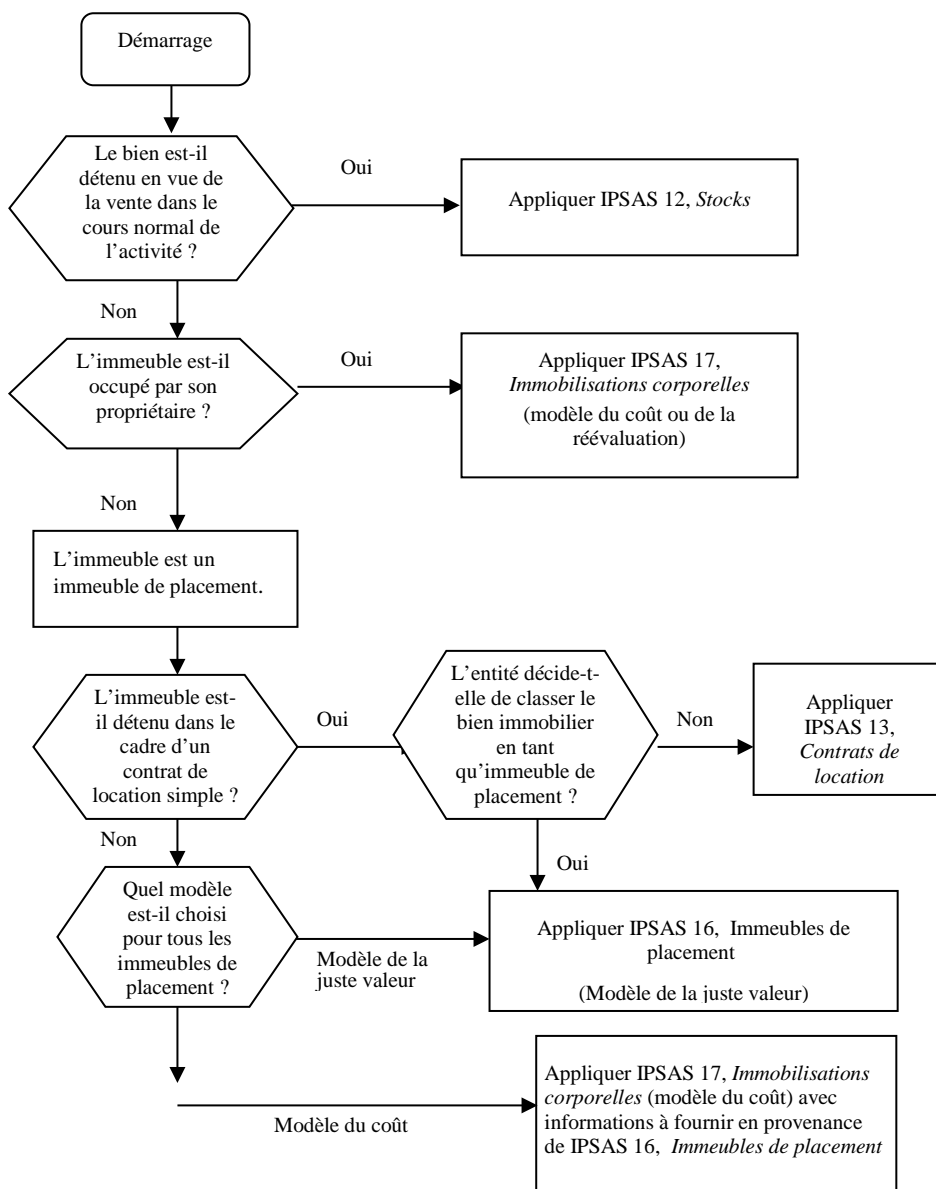 Démarrage
Le bien est-il
détenu en vue de
la vente dans le
cours normal de
l’activité ?
Oui
Appliquer IPSAS 12, Stocks
Non
L’immeuble est-il
occupé par son
propriétaire ?
Oui
Appliquer IPSAS 17,
Immobilisations corporelles
(modèle du coût ou de la
réévaluation)
Non
L’immeuble est un
immeuble de placement.
L’immeuble est-
il détenu dans le
cadre d’un
contrat de
location simple ?
Oui
L’entité décide-t-
elle de classer le
bien immobilier
en tant
qu’immeuble de
placement ?
Non
Appliquer
IPSAS 13,
Contrats de
location
Non
Oui
Quel modèle
est-il choisi
pour tous les
immeubles de
placement ?
Modèle de la
juste valeur
Appliquer IPSAS 16, Immeubles de
placement
(Modèle de la juste valeur)
Modèle du coût
Appliquer IPSAS 17, Immobilisations
corporelles (modèle du coût) avec
informations à fournir en provenance
de IPSAS 16, Immeubles de placement